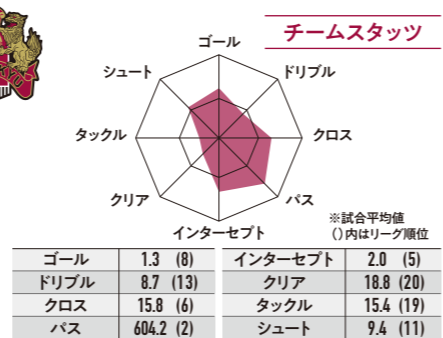 チームスタッツ
ゴール
シュート ドリブル
タックル クロス
クリア パス
インターセプト
※試合平均値
()内はリーグ順位
ゴール 1.3 (8) インターセプト 2.0 (5)
ドリブル 8.7 (13) クリア 18.8 (20)
クロス 15.8 (6) タックル 15.4 (19)
パス 604.2 (2) シュート 9.4 (11)